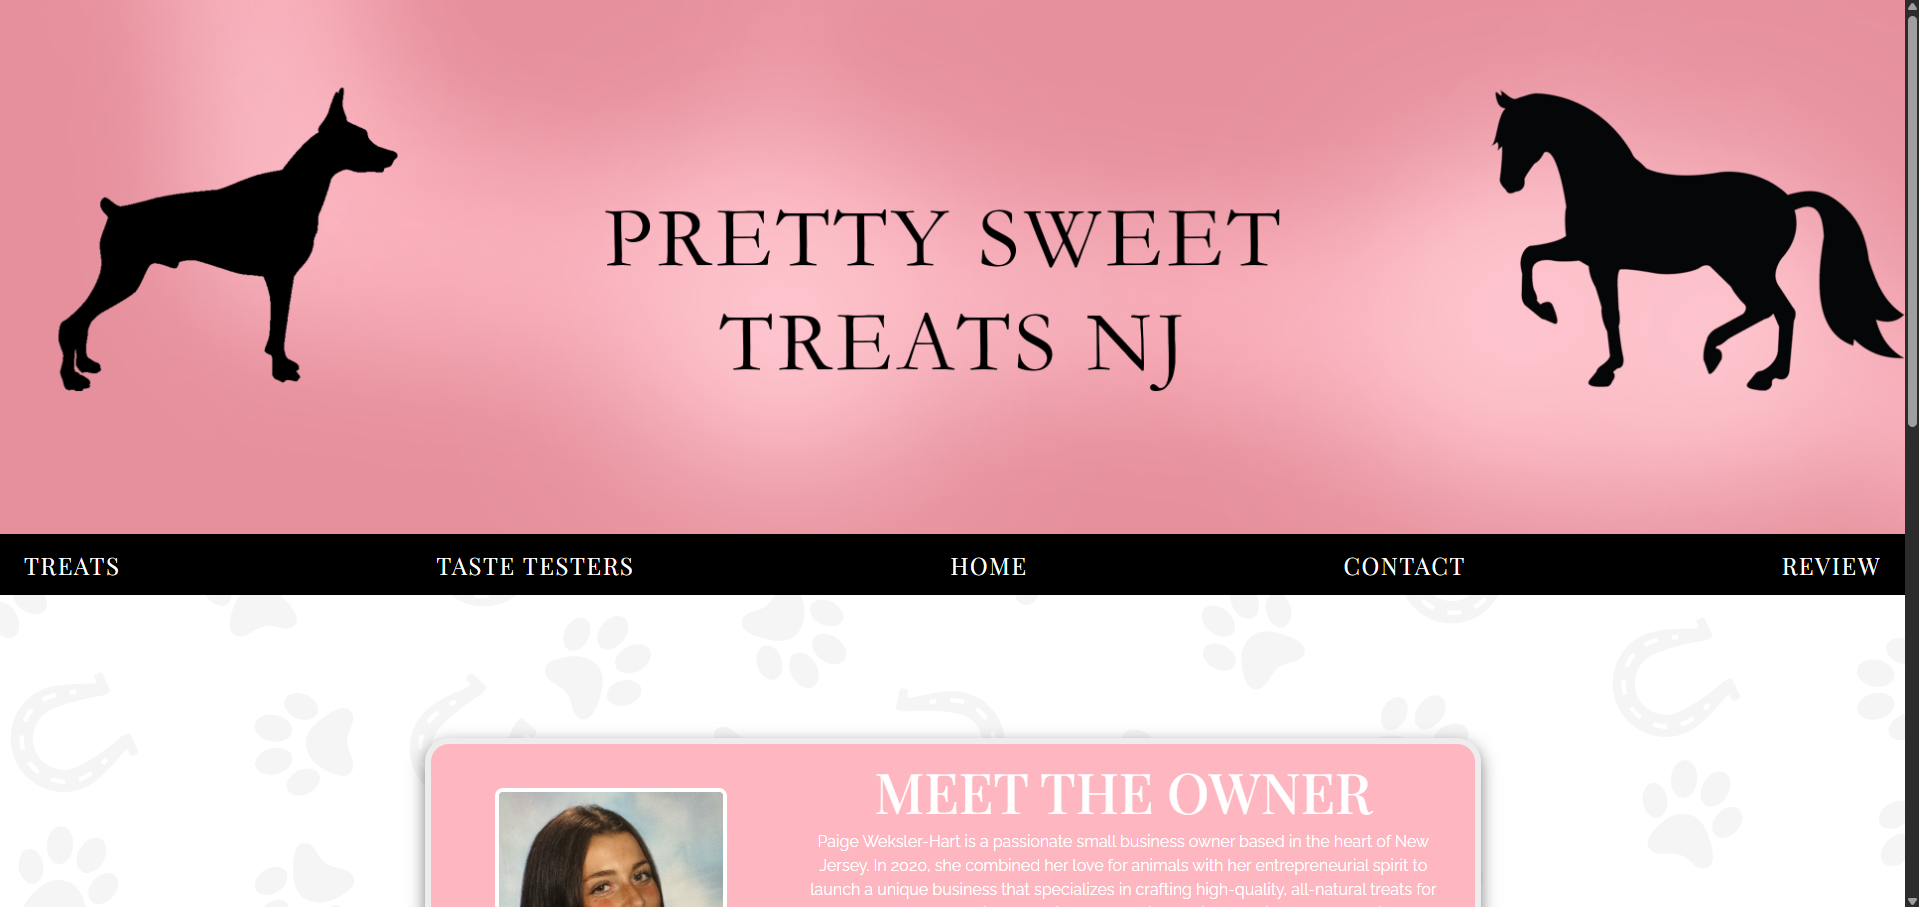 PRETTY SWEET
TREATS NJ
TREATS
TASTE TESTERS
HOME
CONTACT
REVIEW
MEET THE OWNER
Paige Weksler-Hart is a passionate small business owner based in the heart of New
Jersey. In 2020, she combined her love for animals with her entrepreneurial spirit to
launch a unique business that specializes in crafting high-quality, all-natural treats for